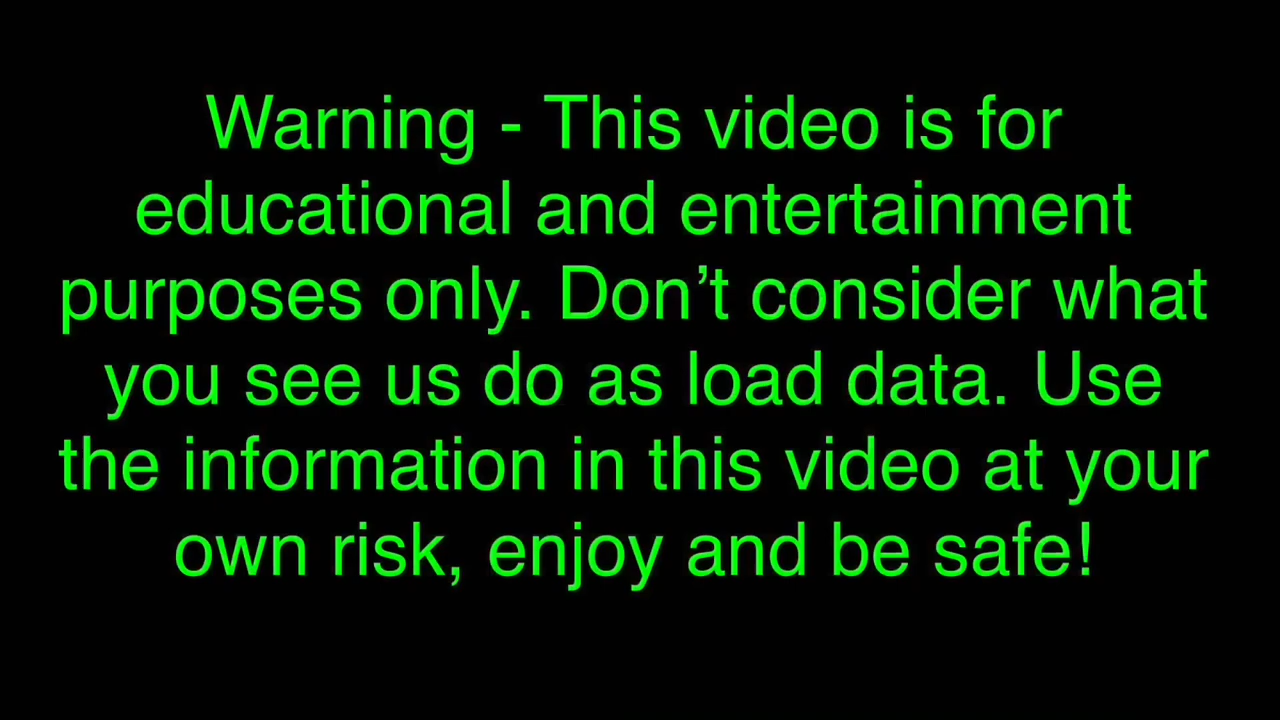 Warning - This video is for
educational and entertainment
purposes only. Don’t consider what
you see us do as load data. Use
the information in this video at your
own risk, enjoy and be safe!